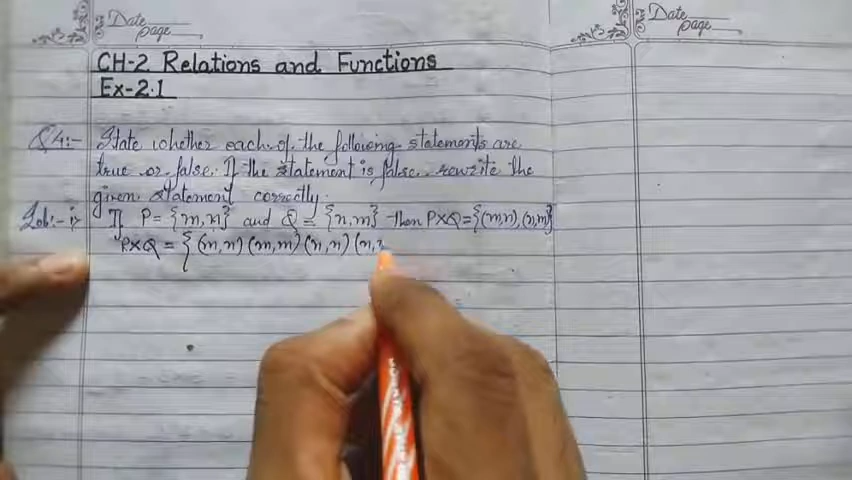 Date
page
Date
page
CH-2 Relations and Functions
Ex-2.1
Q4:- State whether each of the following statements are
true or false. If the statement is false, rewrite the
given statement correctly.
Sol:- i) If P = {m,n} and Q = {n,m} then P×Q={(m,n),(n,m)}
P×Q = { (m,n) (m,m) (n,n) (n,